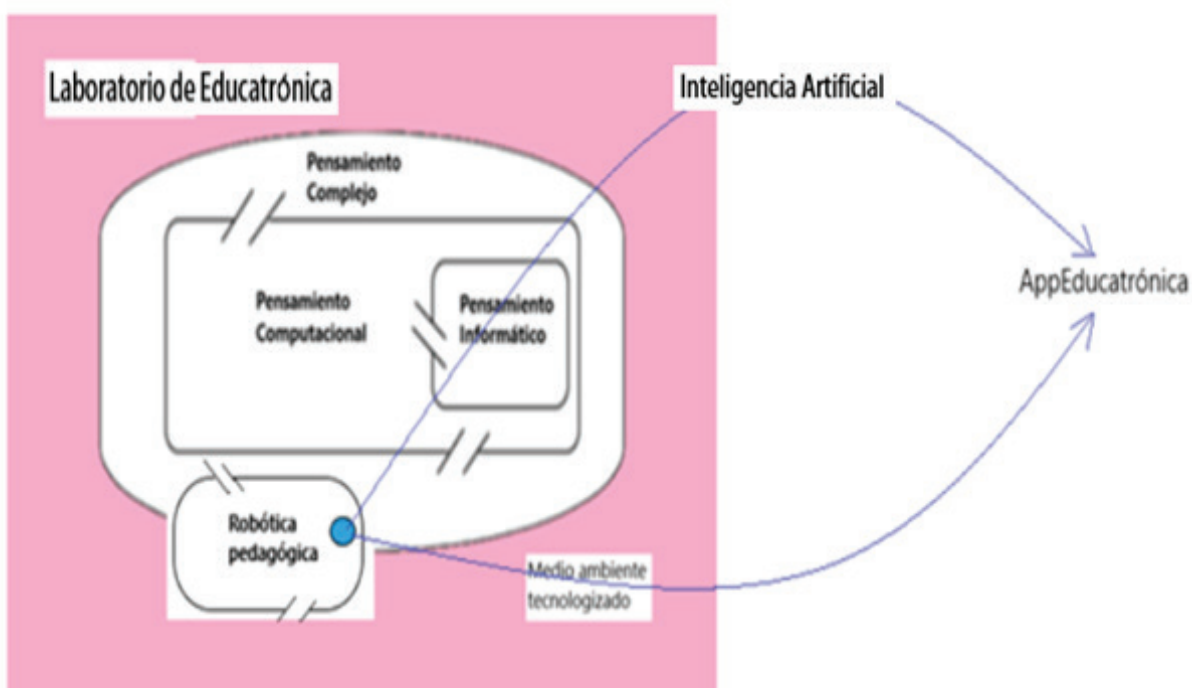 Laboratorio de Educatrónica
Inteligencia Artificial
Pensamiento
Complejo
Pensamiento
Computacional
Pensamiento
Informático
AppEducatrónica
Robótica
pedagógica
Medio ambiente
tecnologizado